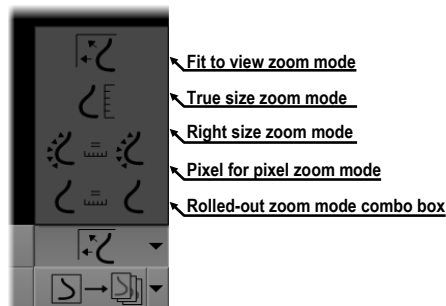 Fit to view zoom mode
True size zoom mode
Right size zoom mode
Pixel for pixel zoom mode
Rolled-out zoom mode combo box